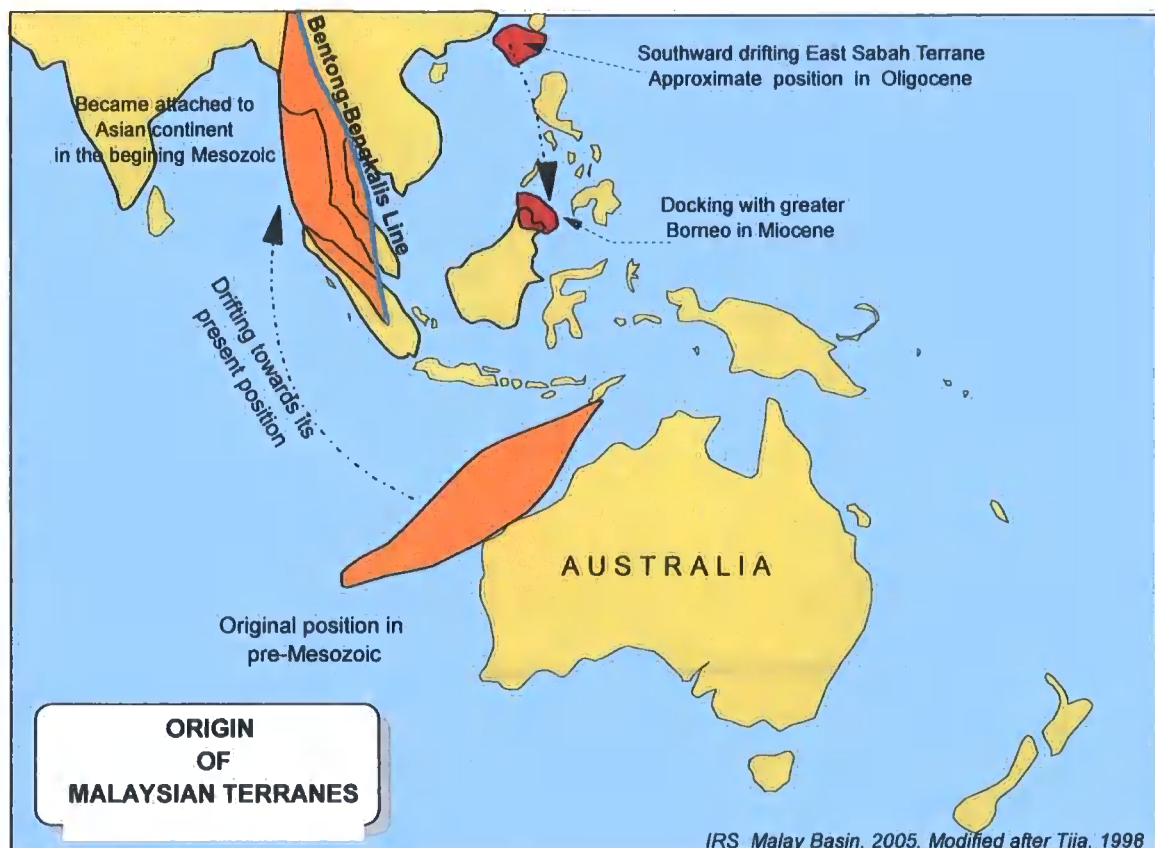 Southward drifting East Sabah Terrane
Approximate position in Oligocene
Bentong-Bengkalis Line
Became attached to
Asian continent
in the begining Mesozoic
Docking with greater
Borneo in Miocene
Drifting towards its
present position
AUSTRALIA
Original position in
pre-Mesozoic
ORIGIN
OF
MALAYSIAN TERRANES
IRS Malay Basin, 2005, Modified after Tjia, 1998